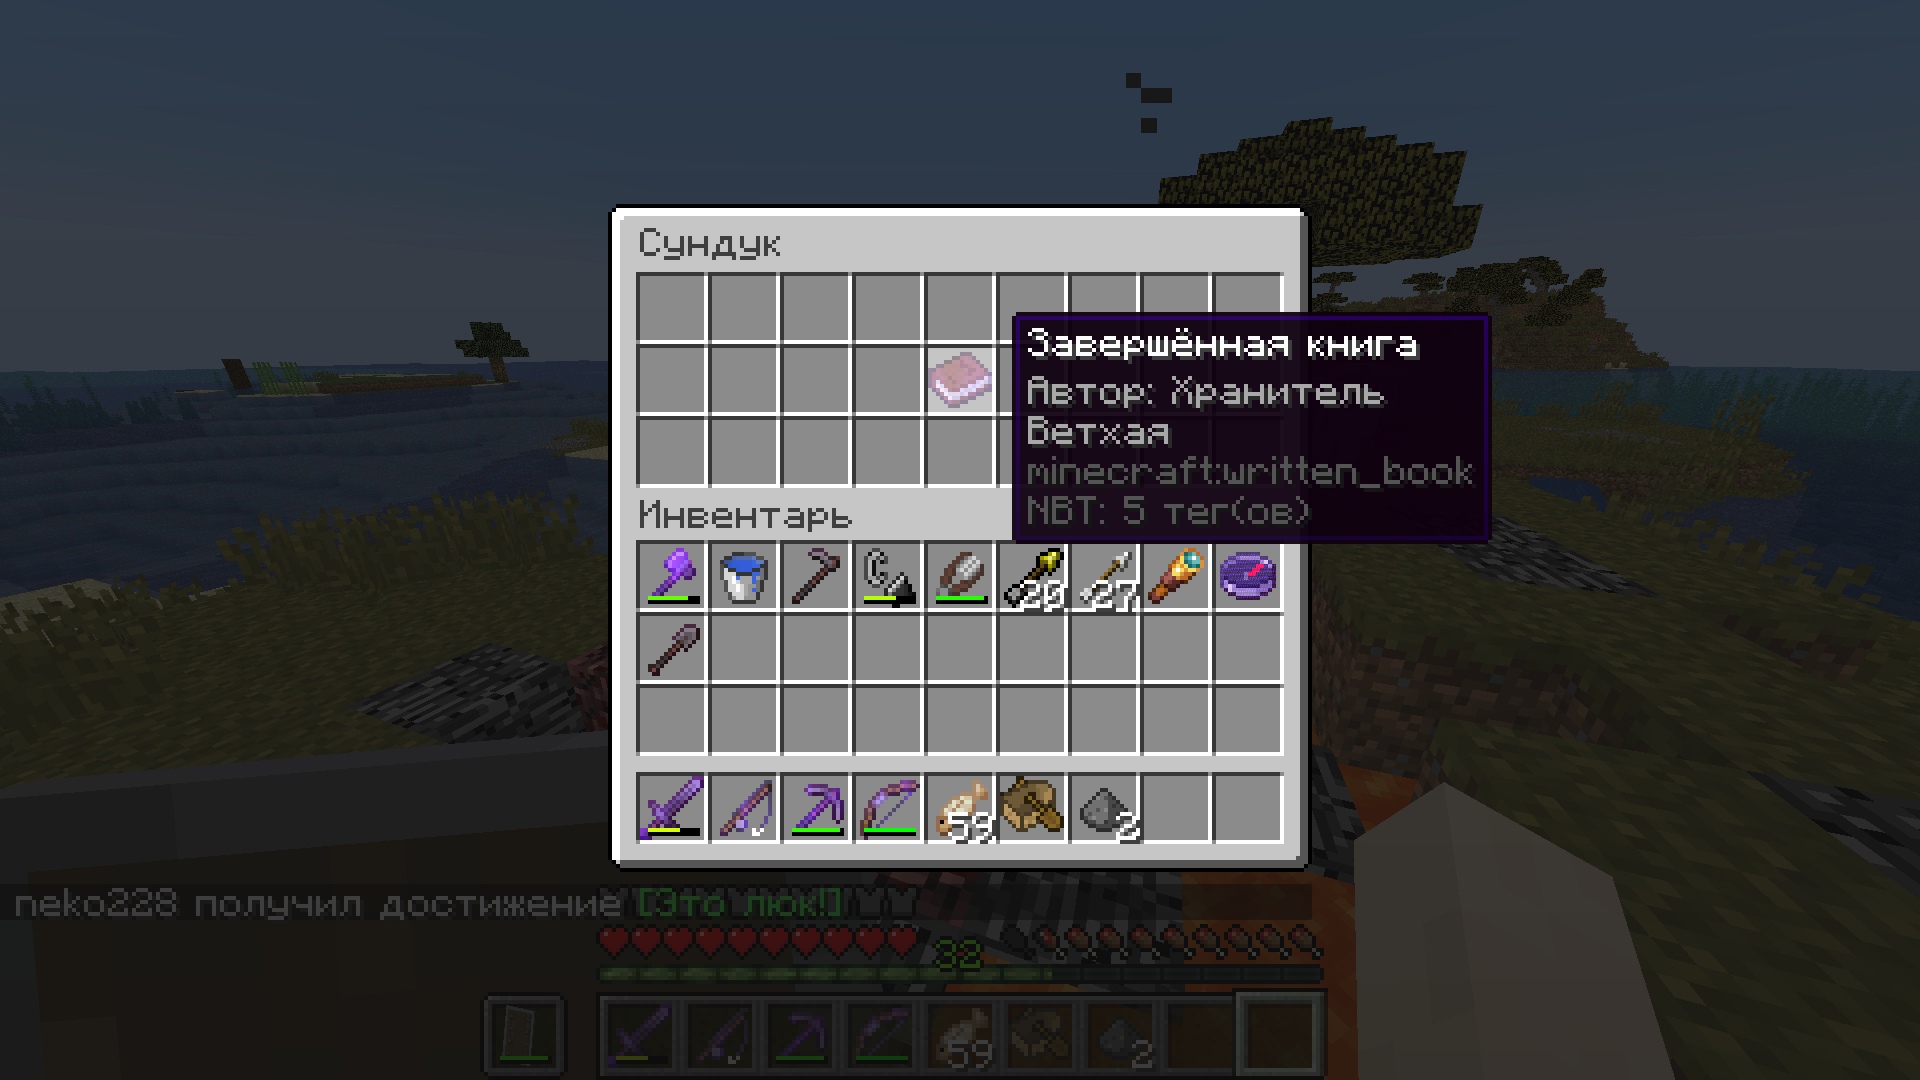 Сундук
Завершённая книга
Автор: Хранитель
Ветхая
minecraft:written_book
NBT: 5 тег(ов)
Инвентарь
20
27
59
2
neko228 получил достижение [Это люк!]
32
59
2